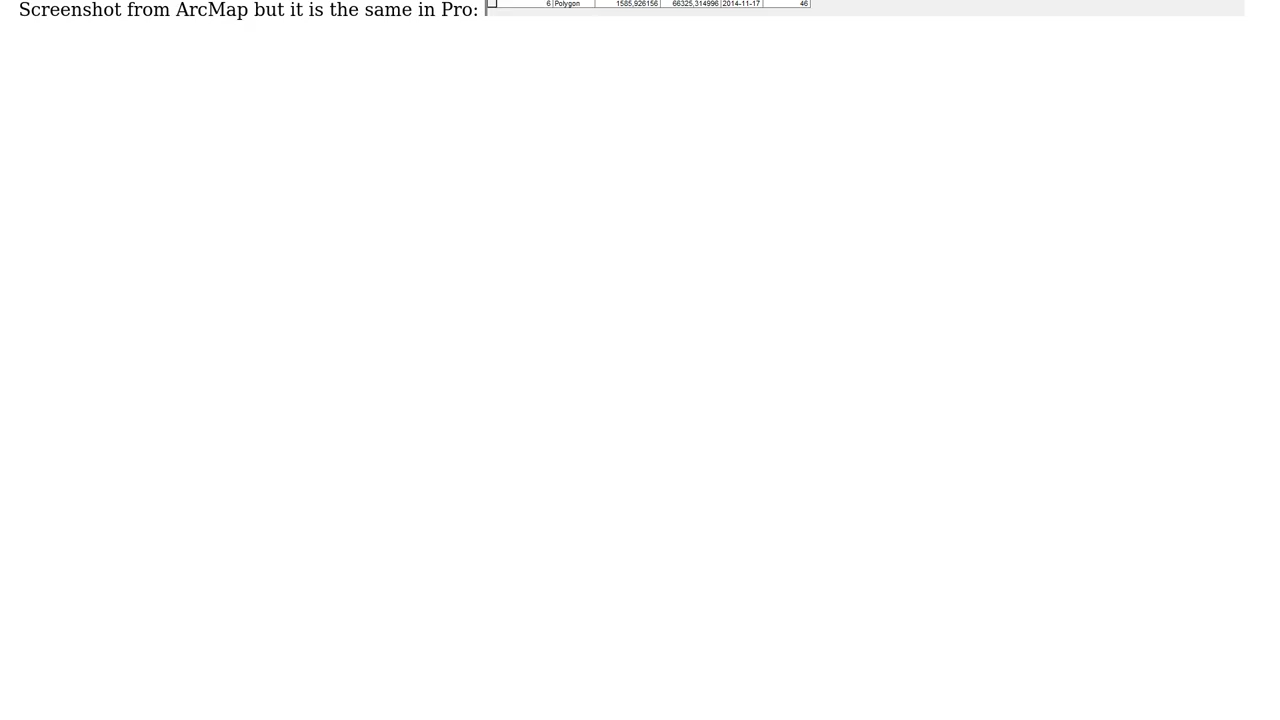 Screenshot from ArcMap but it is the same in Pro: 6 Polygon 1585,926156 66325,314996 2014-11-17 46